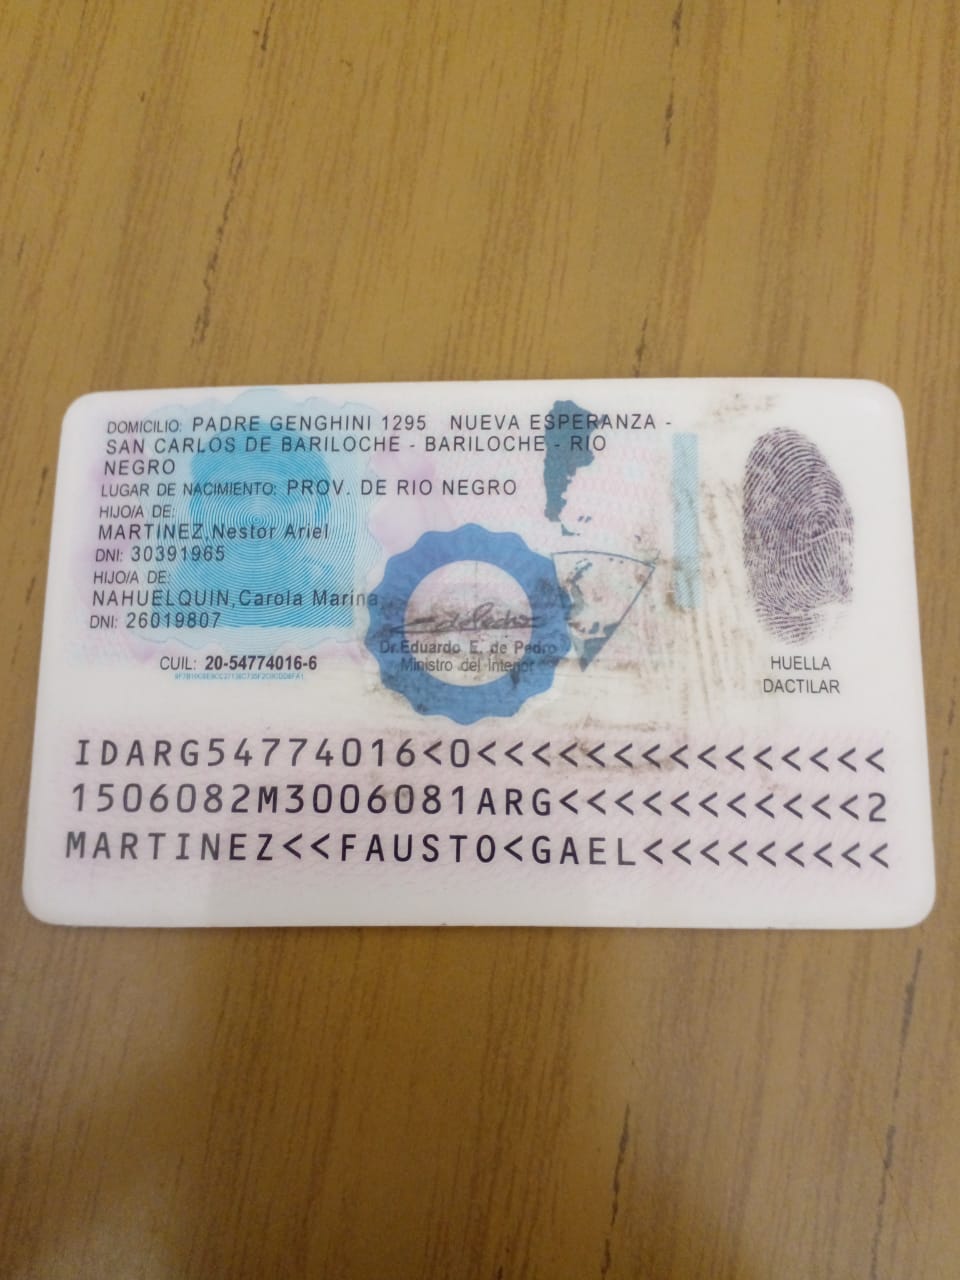 DOMICILIO: PADRE GENGHINI 1295 NUEVA ESPERANZA -
SAN CARLOS DE BARILOCHE - BARILOCHE - RIO
NEGRO
LUGAR DE NACIMIENTO: PROV. DE RIO NEGRO
HIJO/A DE:
MARTINEZ,Nestor Ariel
DNI: 30391965
HIJO/A DE:
NAHUELQUIN,Carola Marina
DNI: 26019807
Dr.Eduardo E. de Pedro
Ministro del Interior
CUIL: 20-54774016-6
HUELLA
DACTILAR
IDARG54774016<0<<<<<<<<<<<<<<<
1506082M3006081ARG<<<<<<<<<<<2
MARTINEZ<<FAUSTO<GAEL<<<<<<<<<